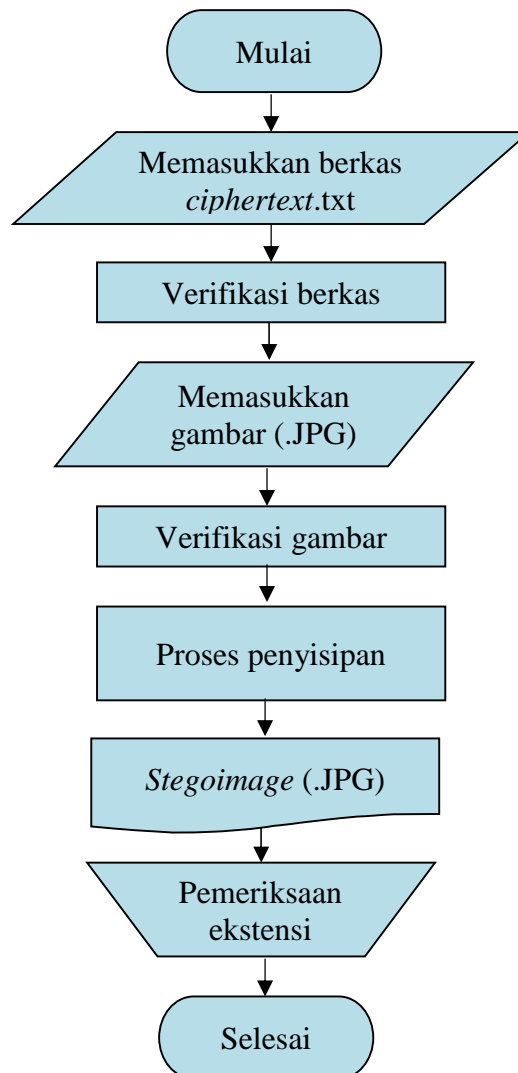 Mulai
Memasukkan berkas
ciphertext.txt
Verifikasi berkas
Memasukkan
gambar (.JPG)
Verifikasi gambar
Proses penyisipan
Stegoimage (.JPG)
Pemeriksaan
ekstensi
Selesai